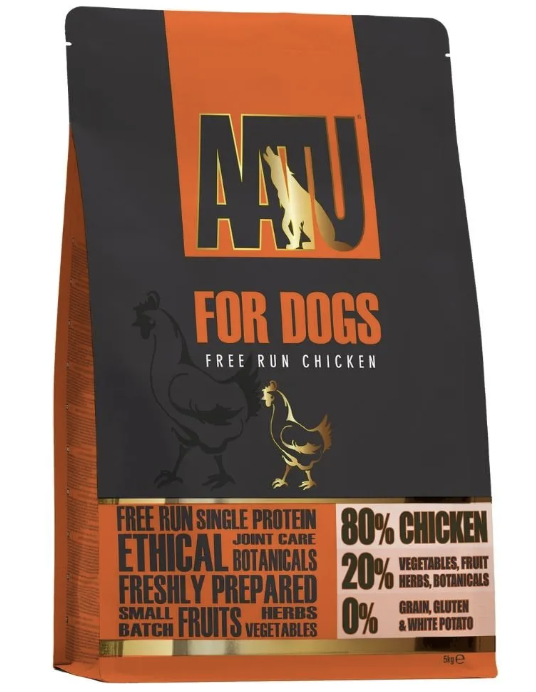 AATU®
FOR DOGS
FREE RUN CHICKEN
FREE RUN SINGLE PROTEIN
ETHICAL JOINT CARE
BOTANICALS
FRESHLY PREPARED
SMALL BATCH FRUITS HERBS
VEGETABLES
80% CHICKEN
20% VEGETABLES, FRUIT
HERBS, BOTANICALS
0% GRAIN, GLUTEN
& WHITE POTATO
5kg ℮